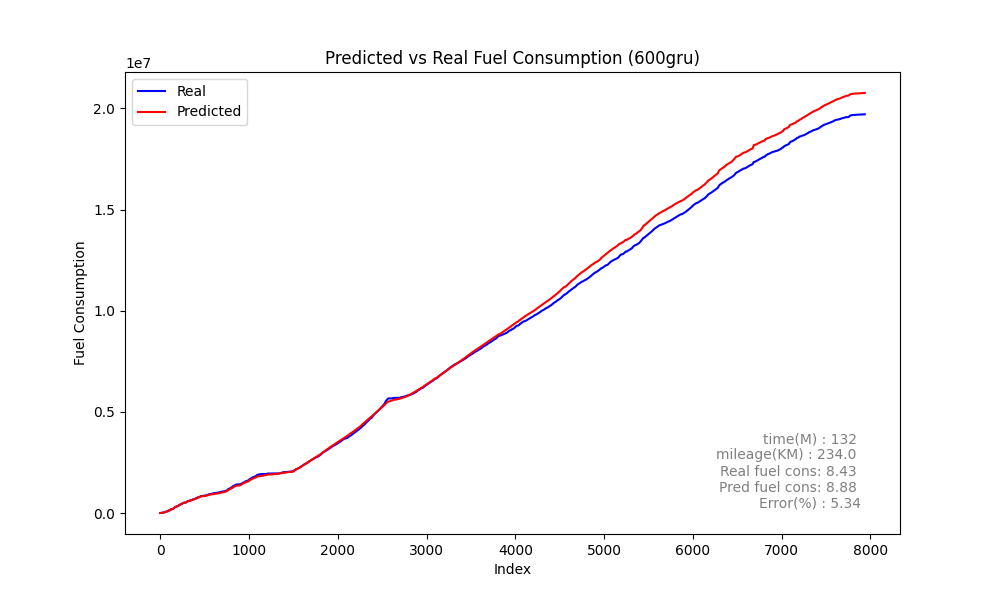 Predicted vs Real Fuel Consumption (600gru)
1e7
Real
Predicted
2.0
1.5
1.0
0.5
0.0
Fuel Consumption
time(M) : 132
mileage(KM) : 234.0
Real fuel cons: 8.43
Pred fuel cons: 8.88
Error(%) : 5.34
0 1000 2000 3000 4000 5000 6000 7000 8000
Index